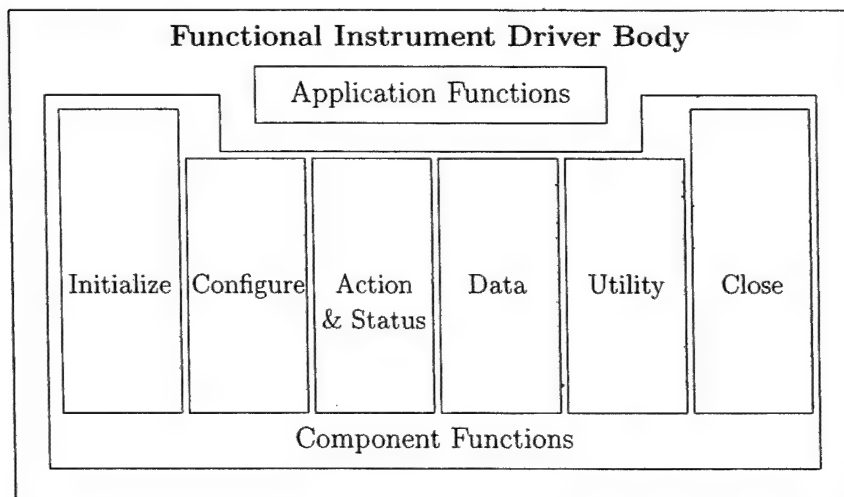 Functional Instrument Driver Body
Application Functions
Initialize
Configure
Action
& Status
Data
Utility
Close
Component Functions